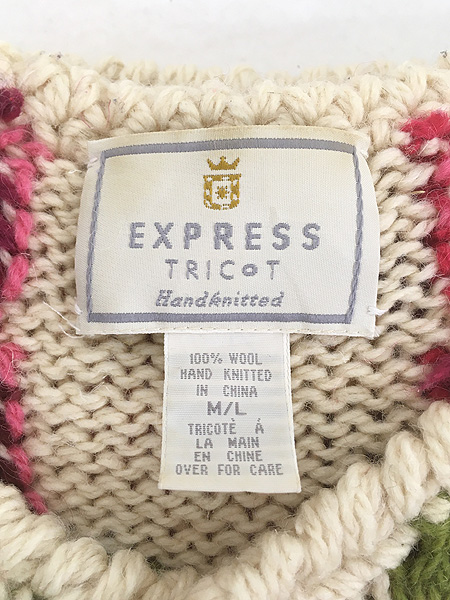 EXPRESS
TRICOT
Handknitted
100% WOOL
HAND KNITTED
IN CHINA
M/L
TRICOTÉ À
LA MAIN
EN CHINE
OVER FOR CARE